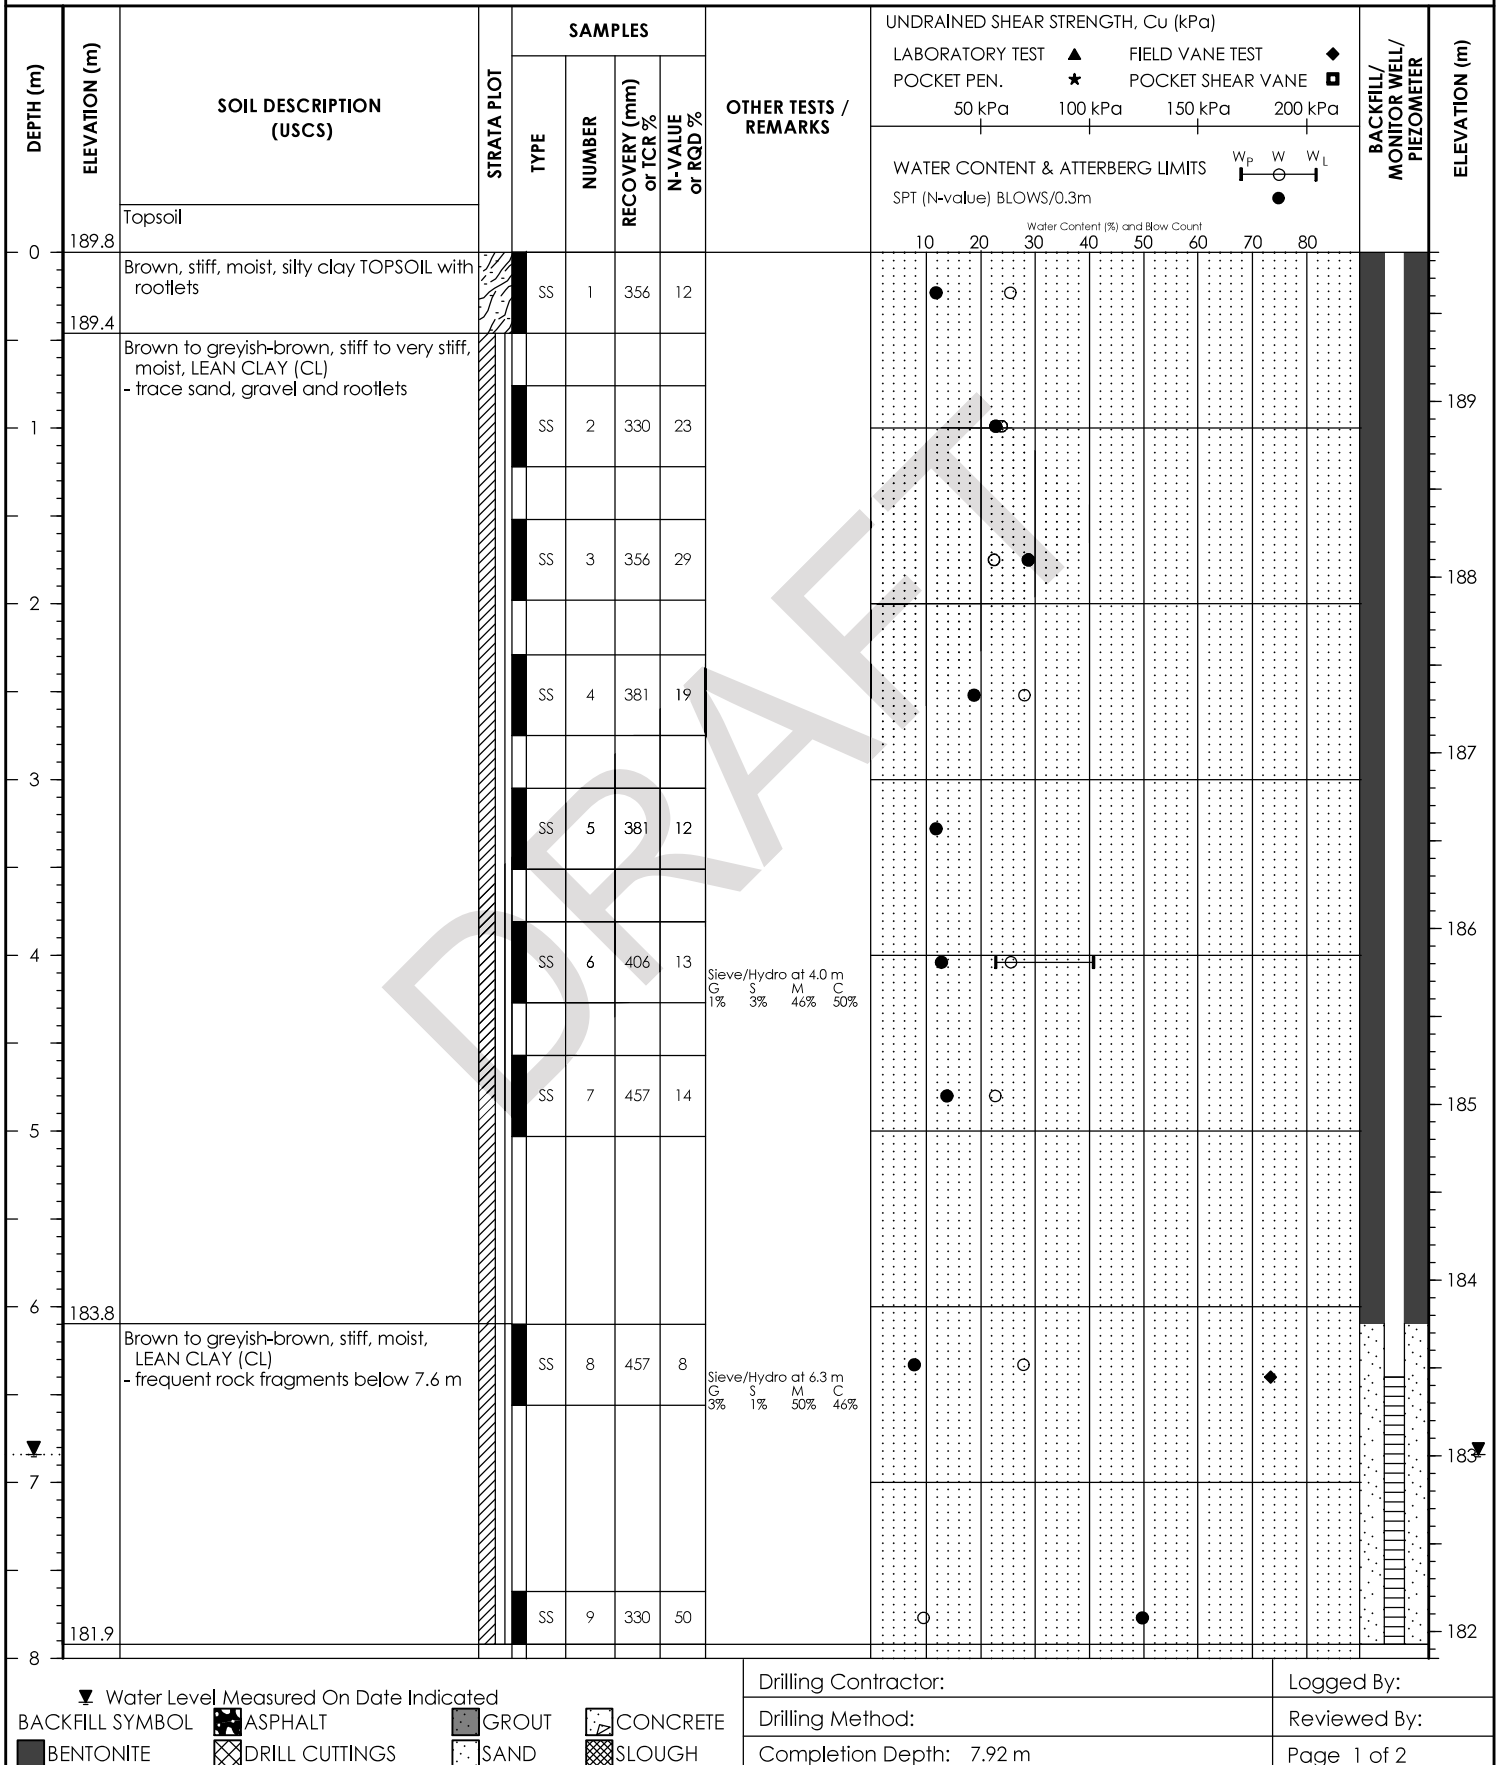 DEPTH (m)
ELEVATION (m)
SOIL DESCRIPTION
(USCS)
STRATA PLOT
SAMPLES
TYPE
NUMBER
RECOVERY (mm)
or TCR %
N-VALUE
or RQD %
OTHER TESTS /
REMARKS
UNDRAINED SHEAR STRENGTH, Cu (kPa)
LABORATORY TEST ▲ FIELD VANE TEST ◆
POCKET PEN. ★ POCKET SHEAR VANE
50 kPa 100 kPa 150 kPa 200 kPa
WATER CONTENT & ATTERBERG LIMITS WP W WL
SPT (N-value) BLOWS/0.3m ●
Water Content (%) and Blow Count
10 20 30 40 50 60 70 80
BACKFILL/
MONITOR WELL/
PIEZOMETER
ELEVATION (m)
Topsoil
0 189.8
Brown, stiff, moist, silty clay TOPSOIL with
rootlets
SS 1 356 12
189.4
Brown to greyish-brown, stiff to very stiff,
moist, LEAN CLAY (CL)
- trace sand, gravel and rootlets
189
1
SS 2 330 23
SS 3 356 29
188
2
SS 4 381 19
187
3
SS 5 381 12
186
4
SS 6 406 13
Sieve/Hydro at 4.0 m
G S M C
1% 3% 46% 50%
SS 7 457 14
185
5
184
6 183.8
Brown to greyish-brown, stiff, moist,
LEAN CLAY (CL)
- frequent rock fragments below 7.6 m
SS 8 457 8
Sieve/Hydro at 6.3 m
G S M C
3% 1% 50% 46%
183
7
SS 9 330 50
182
181.9
8
DRAFT
Water Level Measured On Date Indicated
BACKFILL SYMBOL ASPHALT GROUT CONCRETE
BENTONITE DRILL CUTTINGS SAND SLOUGH
Drilling Contractor:
Logged By:
Drilling Method:
Reviewed By:
Completion Depth: 7.92 m
Page 1 of 2